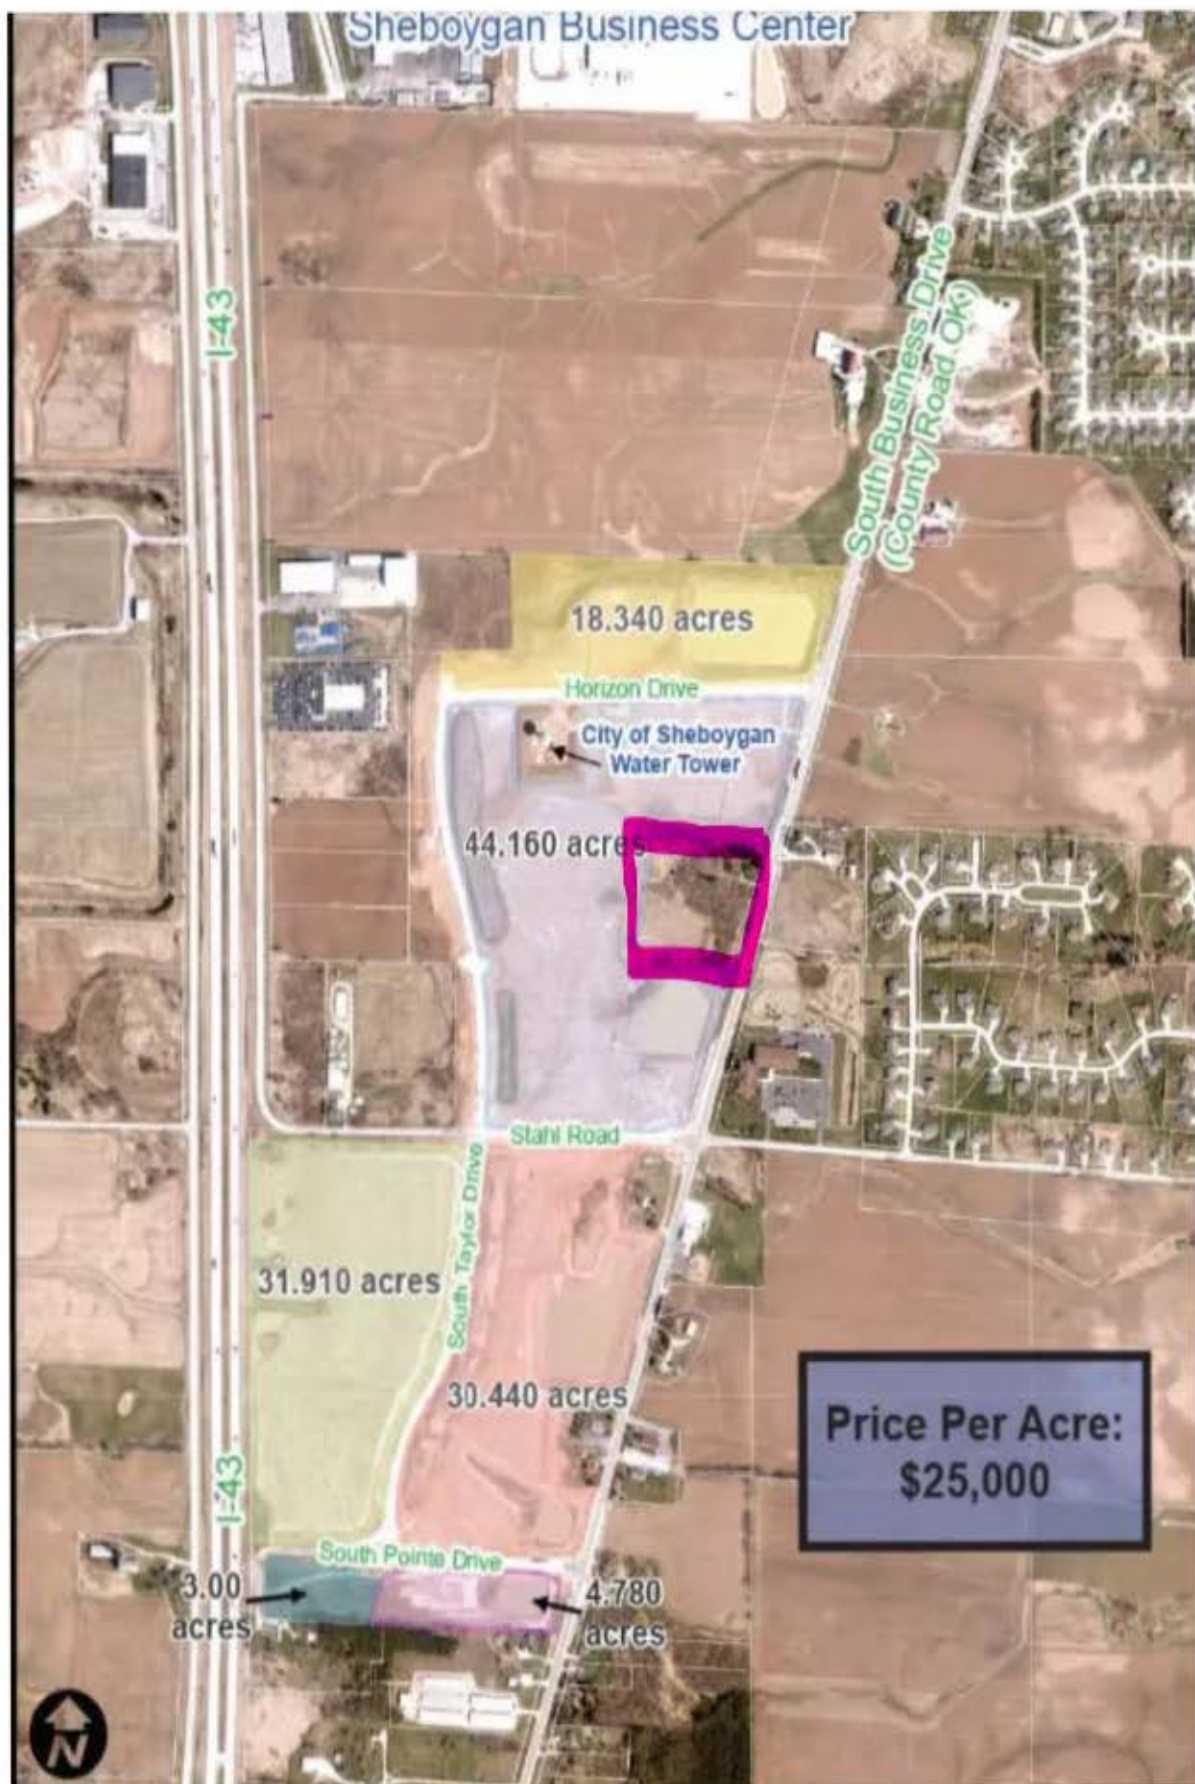 Sheboygan Business Center
I-43
South Business Drive
(County Road OK)
18.340 acres
Horizon Drive
City of Sheboygan
Water Tower
44.160 acres
Stahl Road
South Taylor Drive
31.910 acres
30.440 acres
Price Per Acre:
$25,000
I-43
South Pointe Drive
3.00
acres
4.780
acres
N